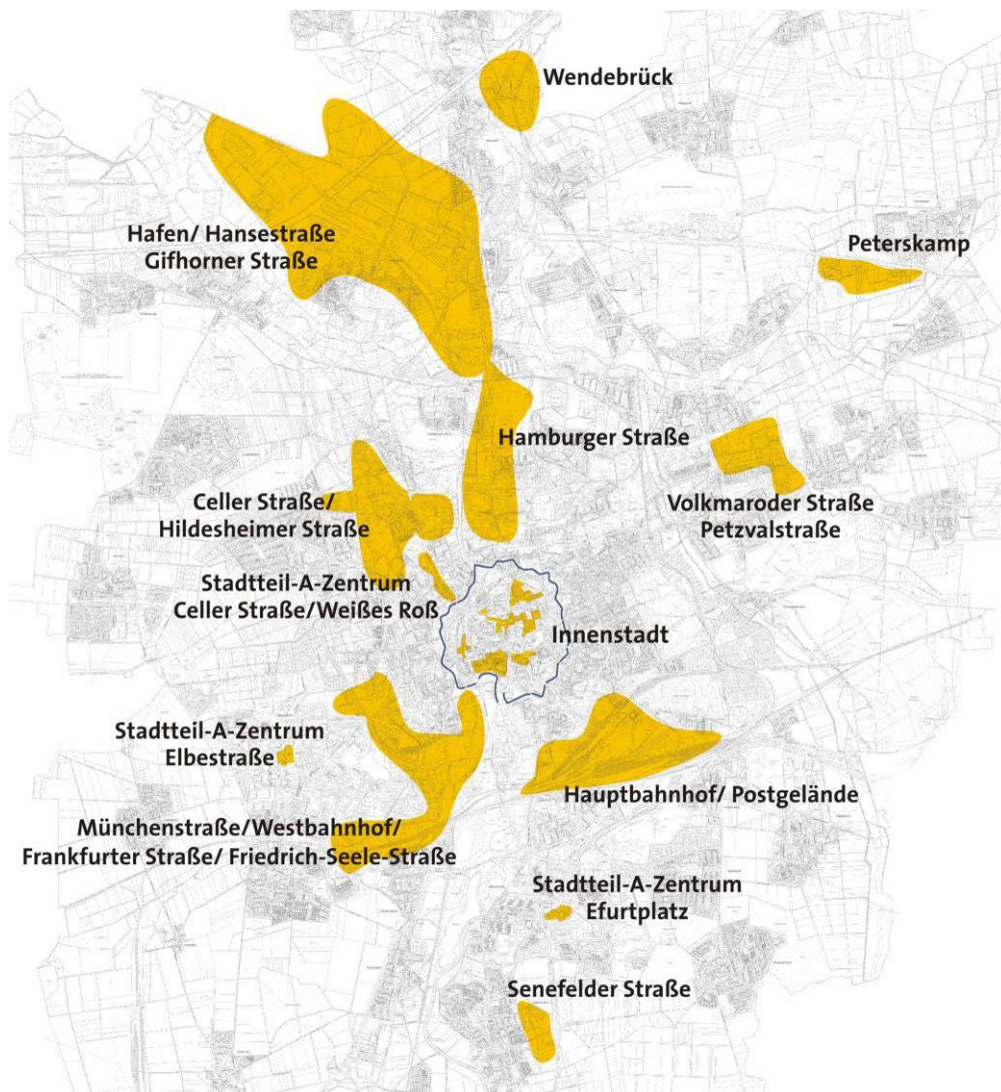 Wendebrück
Hafen/ Hansestraße
Gifhorner Straße
Peterskamp
Hamburger Straße
Celler Straße/
Hildesheimer Straße
Volkmaroder Straße
Petzvalstraße
Stadtteil-A-Zentrum
Celler Straße/Weißes Roß
Innenstadt
Stadtteil-A-Zentrum
Elbestraße
Hauptbahnhof/ Postgelände
Münchenstraße/Westbahnhof/
Frankfurter Straße/ Friedrich-Seele-Straße
Stadtteil-A-Zentrum
Efurtplatz
Senefelder Straße